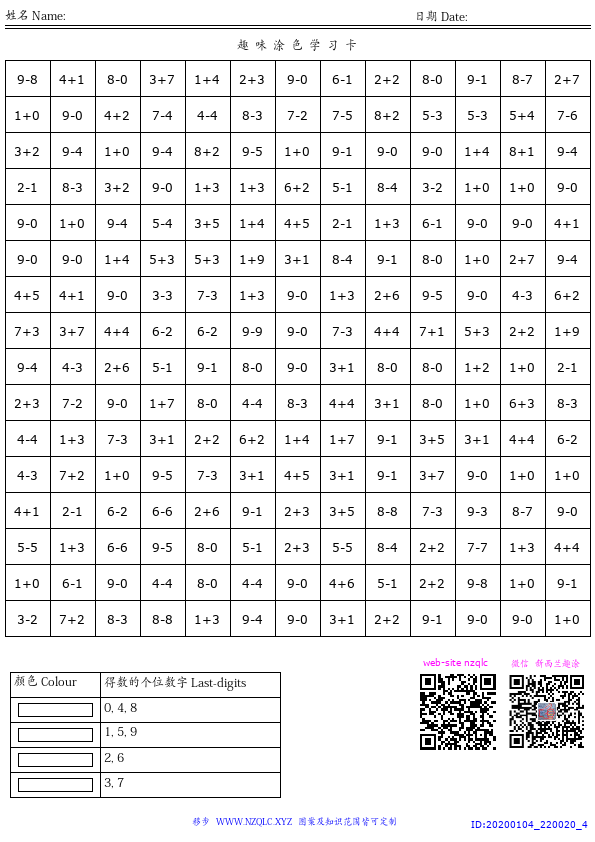 姓名 Name: 日期 Date:
趣味涂色学习卡
9-8 4+1 8-0 3+7 1+4 2+3 9-0 6-1 2+2 8-0 9-1 8-7 2+7
1+0 9-0 4+2 7-4 4-4 8-3 7-2 7-5 8+2 5-3 5-3 5+4 7-6
3+2 9-4 1+0 9-4 8+2 9-5 1+0 9-1 9-0 9-0 1+4 8+1 9-4
2-1 8-3 3+2 9-0 1+3 1+3 6+2 5-1 8-4 3-2 1+0 1+0 9-0
9-0 1+0 9-4 5-4 3+5 1+4 4+5 2-1 1+3 6-1 9-0 9-0 4+1
9-0 9-0 1+4 5+3 5+3 1+9 3+1 8-4 9-1 8-0 1+0 2+7 9-4
4+5 4+1 9-0 3-3 7-3 1+3 9-0 1+3 2+6 9-5 9-0 4-3 6+2
7+3 3+7 4+4 6-2 6-2 9-9 9-0 7-3 4+4 7+1 5+3 2+2 1+9
9-4 4-3 2+6 5-1 9-1 8-0 9-0 3+1 8-0 8-0 1+2 1+0 2-1
2+3 7-2 9-0 1+7 8-0 4-4 8-3 4+4 3+1 8-0 1+0 6+3 8-3
4-4 1+3 7-3 3+1 2+2 6+2 1+4 1+7 9-1 3+5 3+1 4+4 6-2
4-3 7+2 1+0 9-5 7-3 3+1 4+5 3+1 9-1 3+7 9-0 1+0 1+0
4+1 2-1 6-2 6-6 2+6 9-1 2+3 3+5 8-8 7-3 9-3 8-7 9-0
5-5 1+3 6-6 9-5 8-0 5-1 2+3 5-5 8-4 2+2 7-7 1+3 4+4
1+0 6-1 9-0 4-4 8-0 4-4 9-0 4+6 5-1 2+2 9-8 1+0 9-1
3-2 7+2 8-3 8-8 1+3 9-4 9-0 3+1 2+2 9-1 9-0 9-0 1+0
web-site nzqlc 微信 新西兰趣涂
颜色 Colour 得数的个位数字 Last-digits
0, 4, 8
1, 5, 9
2, 6
3, 7
移步 WWW.NZQLC.XYZ 图案及知识范围皆可定制
ID:20200104_220020_4